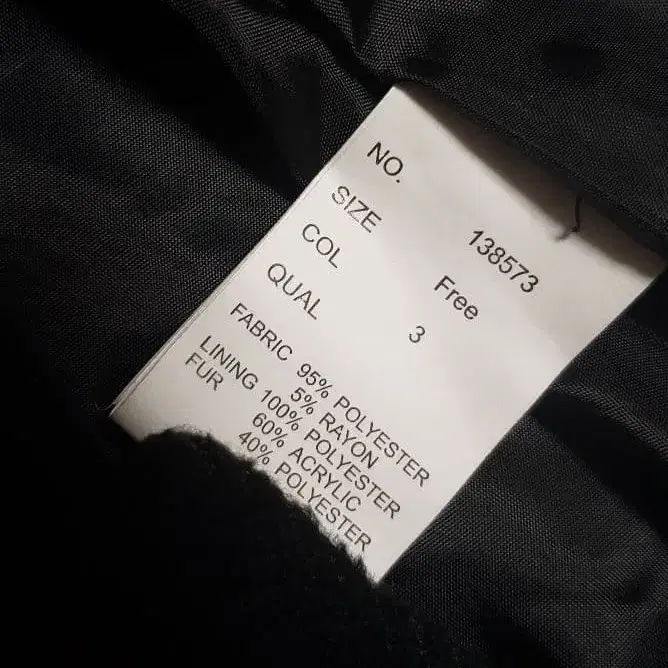 NO. 138573
SIZE Free
COL 3
QUAL
FABRIC 95% POLYESTER
5% RAYON
LINING 100% POLYESTER
FUR 60% ACRYLIC
40% POLYESTER